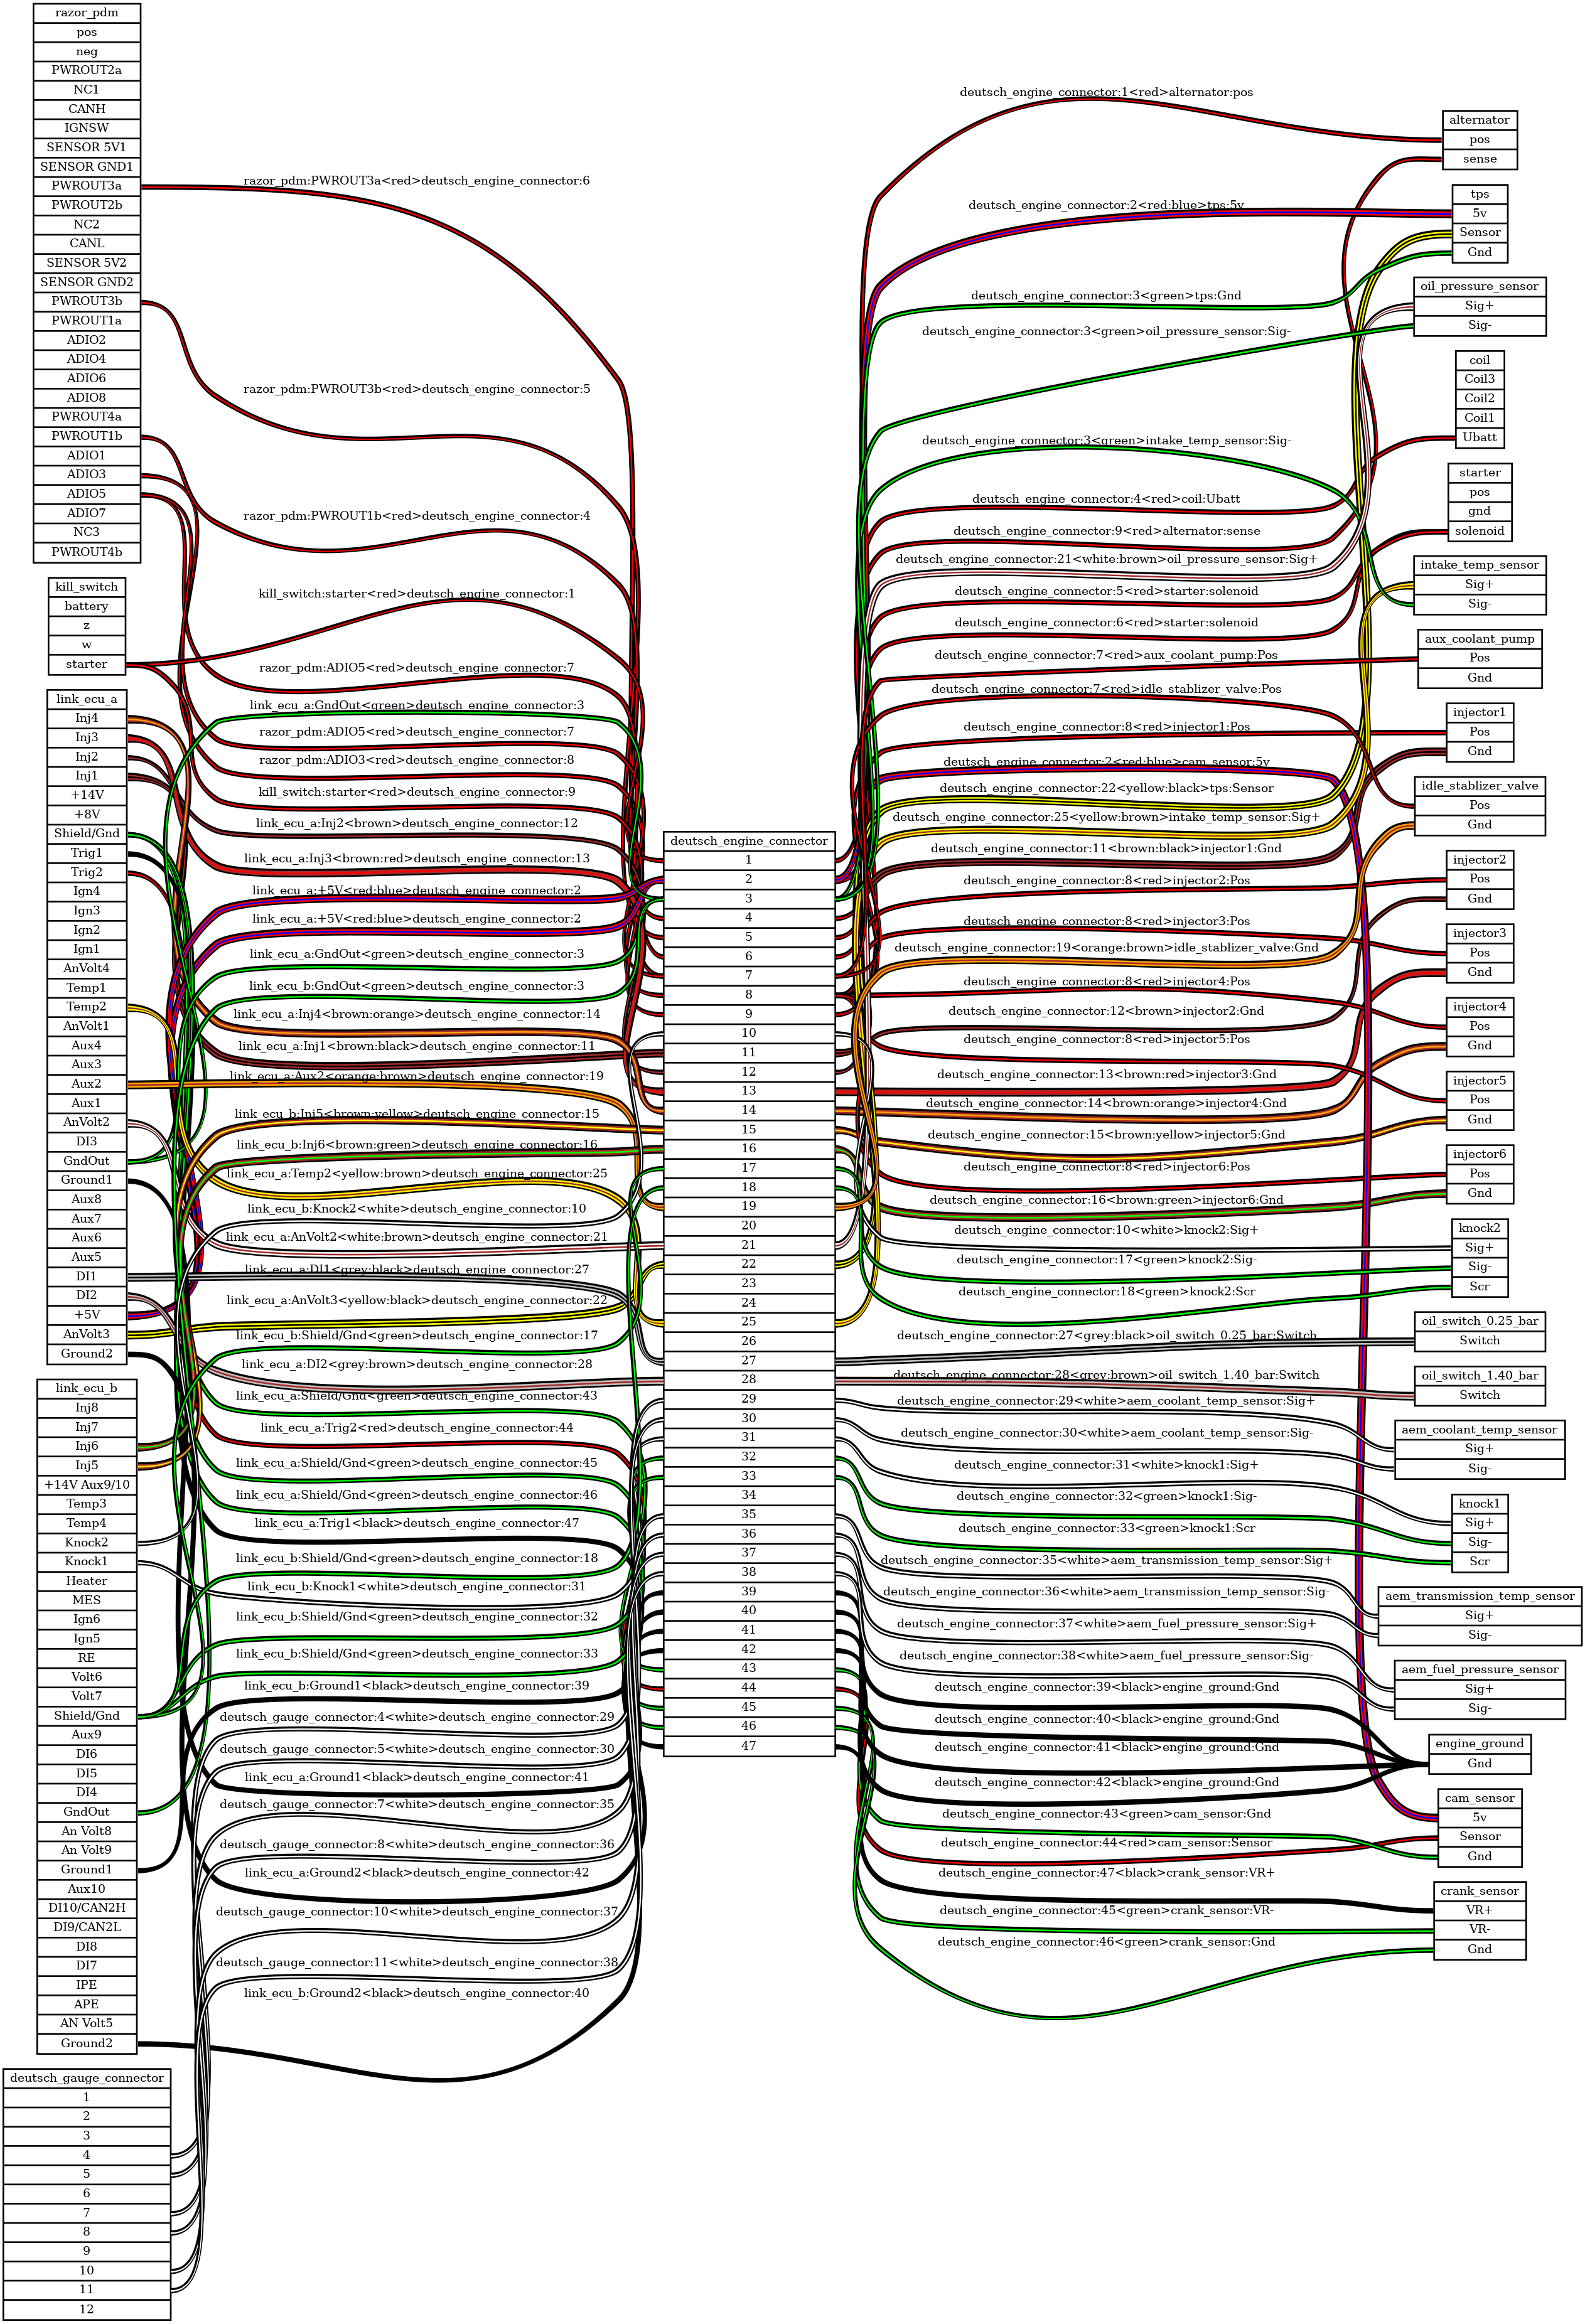 razor_pdm
pos
neg
PWROUT2a
NC1
CANH
IGNSW
SENSOR 5V1
SENSOR GND1
PWROUT3a
PWROUT2b
NC2
CANL
SENSOR 5V2
SENSOR GND2
PWROUT3b
PWROUT1a
ADIO2
ADIO4
ADIO6
ADIO8
PWROUT4a
PWROUT1b
ADIO1
ADIO3
ADIO5
ADIO7
NC3
PWROUT4b
kill_switch
battery
z
w
starter
link_ecu_a
Inj4
Inj3
Inj2
Inj1
+14V
+8V
Shield/Gnd
Trig1
Trig2
Ign4
Ign3
Ign2
Ign1
AnVolt4
Temp1
Temp2
AnVolt1
Aux4
Aux3
Aux2
Aux1
AnVolt2
DI3
GndOut
Ground1
Aux8
Aux7
Aux6
Aux5
DI1
DI2
+5V
AnVolt3
Ground2
link_ecu_b
Inj8
Inj7
Inj6
Inj5
+14V Aux9/10
Temp3
Temp4
Knock2
Knock1
Heater
MES
Ign6
Ign5
RE
Volt6
Volt7
Shield/Gnd
Aux9
DI6
DI5
DI4
GndOut
An Volt8
An Volt9
Ground1
Aux10
DI10/CAN2H
DI9/CAN2L
DI8
DI7
IPE
APE
AN Volt5
Ground2
deutsch_gauge_connector
1
2
3
4
5
6
7
8
9
10
11
12
razor_pdm:PWROUT3a<red>deutsch_engine_connector:6
razor_pdm:PWROUT3b<red>deutsch_engine_connector:5
razor_pdm:PWROUT1b<red>deutsch_engine_connector:4
kill_switch:starter<red>deutsch_engine_connector:1
razor_pdm:ADIO5<red>deutsch_engine_connector:7
link_ecu_a:GndOut<green>deutsch_engine_connector:3
razor_pdm:ADIO5<red>deutsch_engine_connector:7
razor_pdm:ADIO3<red>deutsch_engine_connector:8
kill_switch:starter<red>deutsch_engine_connector:9
link_ecu_a:Inj2<brown>deutsch_engine_connector:12
link_ecu_a:Inj3<brown:red>deutsch_engine_connector:13
link_ecu_a:+5V<red:blue>deutsch_engine_connector:2
link_ecu_a:+5V<red:blue>deutsch_engine_connector:2
link_ecu_a:GndOut<green>deutsch_engine_connector:3
link_ecu_b:GndOut<green>deutsch_engine_connector:3
link_ecu_a:Inj4<brown:orange>deutsch_engine_connector:14
link_ecu_a:Inj1<brown:black>deutsch_engine_connector:11
link_ecu_a:Aux2<orange:brown>deutsch_engine_connector:19
link_ecu_b:Inj5<brown:yellow>deutsch_engine_connector:15
link_ecu_b:Inj6<brown:green>deutsch_engine_connector:16
link_ecu_a:Temp2<yellow:brown>deutsch_engine_connector:25
link_ecu_b:Knock2<white>deutsch_engine_connector:10
link_ecu_a:AnVolt2<white:brown>deutsch_engine_connector:21
link_ecu_a:DI1<grey:black>deutsch_engine_connector:27
link_ecu_a:AnVolt3<yellow:black>deutsch_engine_connector:22
link_ecu_b:Shield/Gnd<green>deutsch_engine_connector:17
link_ecu_a:DI2<grey:brown>deutsch_engine_connector:28
link_ecu_a:Shield/Gnd<green>deutsch_engine_connector:43
link_ecu_a:Trig2<red>deutsch_engine_connector:44
link_ecu_a:Shield/Gnd<green>deutsch_engine_connector:45
link_ecu_a:Shield/Gnd<green>deutsch_engine_connector:46
link_ecu_a:Trig1<black>deutsch_engine_connector:47
link_ecu_b:Shield/Gnd<green>deutsch_engine_connector:18
link_ecu_b:Knock1<white>deutsch_engine_connector:31
link_ecu_b:Shield/Gnd<green>deutsch_engine_connector:32
link_ecu_b:Shield/Gnd<green>deutsch_engine_connector:33
link_ecu_b:Ground1<black>deutsch_engine_connector:39
deutsch_gauge_connector:4<white>deutsch_engine_connector:29
deutsch_gauge_connector:5<white>deutsch_engine_connector:30
link_ecu_a:Ground1<black>deutsch_engine_connector:41
deutsch_gauge_connector:7<white>deutsch_engine_connector:35
deutsch_gauge_connector:8<white>deutsch_engine_connector:36
link_ecu_a:Ground2<black>deutsch_engine_connector:42
deutsch_gauge_connector:10<white>deutsch_engine_connector:37
deutsch_gauge_connector:11<white>deutsch_engine_connector:38
link_ecu_b:Ground2<black>deutsch_engine_connector:40
deutsch_engine_connector
1
2
3
4
5
6
7
8
9
10
11
12
13
14
15
16
17
18
19
20
21
22
23
24
25
26
27
28
29
30
31
32
33
34
35
36
37
38
39
40
41
42
43
44
45
46
47
deutsch_engine_connector:1<red>alternator:pos
deutsch_engine_connector:2<red:blue>tps:5v
deutsch_engine_connector:3<green>tps:Gnd
deutsch_engine_connector:3<green>oil_pressure_sensor:Sig-
deutsch_engine_connector:3<green>intake_temp_sensor:Sig-
deutsch_engine_connector:4<red>coil:Ubatt
deutsch_engine_connector:9<red>alternator:sense
deutsch_engine_connector:21<white:brown>oil_pressure_sensor:Sig+
deutsch_engine_connector:5<red>starter:solenoid
deutsch_engine_connector:6<red>starter:solenoid
deutsch_engine_connector:7<red>aux_coolant_pump:Pos
deutsch_engine_connector:7<red>idle_stablizer_valve:Pos
deutsch_engine_connector:8<red>injector1:Pos
deutsch_engine_connector:2<red:blue>cam_sensor:5v
deutsch_engine_connector:22<yellow:black>tps:Sensor
deutsch_engine_connector:25<yellow:brown>intake_temp_sensor:Sig+
deutsch_engine_connector:11<brown:black>injector1:Gnd
deutsch_engine_connector:8<red>injector2:Pos
deutsch_engine_connector:8<red>injector3:Pos
deutsch_engine_connector:19<orange:brown>idle_stablizer_valve:Gnd
deutsch_engine_connector:8<red>injector4:Pos
deutsch_engine_connector:12<brown>injector2:Gnd
deutsch_engine_connector:8<red>injector5:Pos
deutsch_engine_connector:13<brown:red>injector3:Gnd
deutsch_engine_connector:14<brown:orange>injector4:Gnd
deutsch_engine_connector:15<brown:yellow>injector5:Gnd
deutsch_engine_connector:8<red>injector6:Pos
deutsch_engine_connector:16<brown:green>injector6:Gnd
deutsch_engine_connector:10<white>knock2:Sig+
deutsch_engine_connector:17<green>knock2:Sig-
deutsch_engine_connector:18<green>knock2:Scr
deutsch_engine_connector:27<grey:black>oil_switch_0.25_bar:Switch
deutsch_engine_connector:28<grey:brown>oil_switch_1.40_bar:Switch
deutsch_engine_connector:29<white>aem_coolant_temp_sensor:Sig+
deutsch_engine_connector:30<white>aem_coolant_temp_sensor:Sig-
deutsch_engine_connector:31<white>knock1:Sig+
deutsch_engine_connector:32<green>knock1:Sig-
deutsch_engine_connector:33<green>knock1:Scr
deutsch_engine_connector:35<white>aem_transmission_temp_sensor:Sig+
deutsch_engine_connector:36<white>aem_transmission_temp_sensor:Sig-
deutsch_engine_connector:37<white>aem_fuel_pressure_sensor:Sig+
deutsch_engine_connector:38<white>aem_fuel_pressure_sensor:Sig-
deutsch_engine_connector:39<black>engine_ground:Gnd
deutsch_engine_connector:40<black>engine_ground:Gnd
deutsch_engine_connector:41<black>engine_ground:Gnd
deutsch_engine_connector:42<black>engine_ground:Gnd
deutsch_engine_connector:43<green>cam_sensor:Gnd
deutsch_engine_connector:44<red>cam_sensor:Sensor
deutsch_engine_connector:47<black>crank_sensor:VR+
deutsch_engine_connector:45<green>crank_sensor:VR-
deutsch_engine_connector:46<green>crank_sensor:Gnd
alternator
pos
sense
tps
5v
Sensor
Gnd
oil_pressure_sensor
Sig+
Sig-
coil
Coil3
Coil2
Coil1
Ubatt
starter
pos
gnd
solenoid
intake_temp_sensor
Sig+
Sig-
aux_coolant_pump
Pos
Gnd
injector1
Pos
Gnd
idle_stablizer_valve
Pos
Gnd
injector2
Pos
Gnd
injector3
Pos
Gnd
injector4
Pos
Gnd
injector5
Pos
Gnd
injector6
Pos
Gnd
knock2
Sig+
Sig-
Scr
oil_switch_0.25_bar
Switch
oil_switch_1.40_bar
Switch
aem_coolant_temp_sensor
Sig+
Sig-
knock1
Sig+
Sig-
Scr
aem_transmission_temp_sensor
Sig+
Sig-
aem_fuel_pressure_sensor
Sig+
Sig-
engine_ground
Gnd
cam_sensor
5v
Sensor
Gnd
crank_sensor
VR+
VR-
Gnd